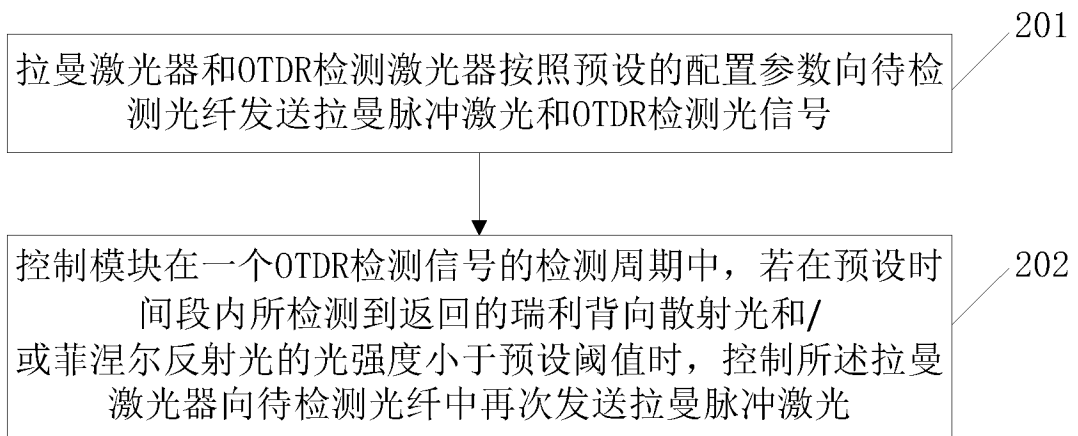 201
拉曼激光器和OTDR检测激光器按照预设的配置参数向待检
测光纤发送拉曼脉冲激光和OTDR检测光信号
202
控制模块在一个OTDR检测信号的检测周期中，若在预设时
间段内所检测到返回的瑞利背向散射光和/
或菲涅尔反射光的光强度小于预设阈值时，控制所述拉曼
激光器向待检测光纤中再次发送拉曼脉冲激光